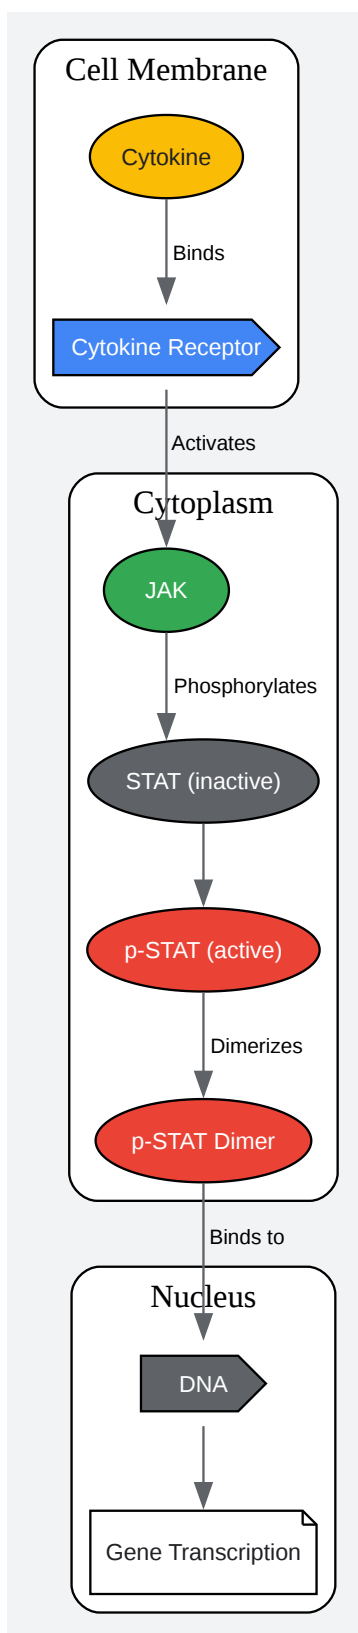 Cell Membrane
Cytokine
Binds
Cytokine Receptor
Activates
Cytoplasm
JAK
Phosphorylates
STAT (inactive)
p-STAT (active)
Dimerizes
p-STAT Dimer
Binds to
Nucleus
DNA
Gene Transcription